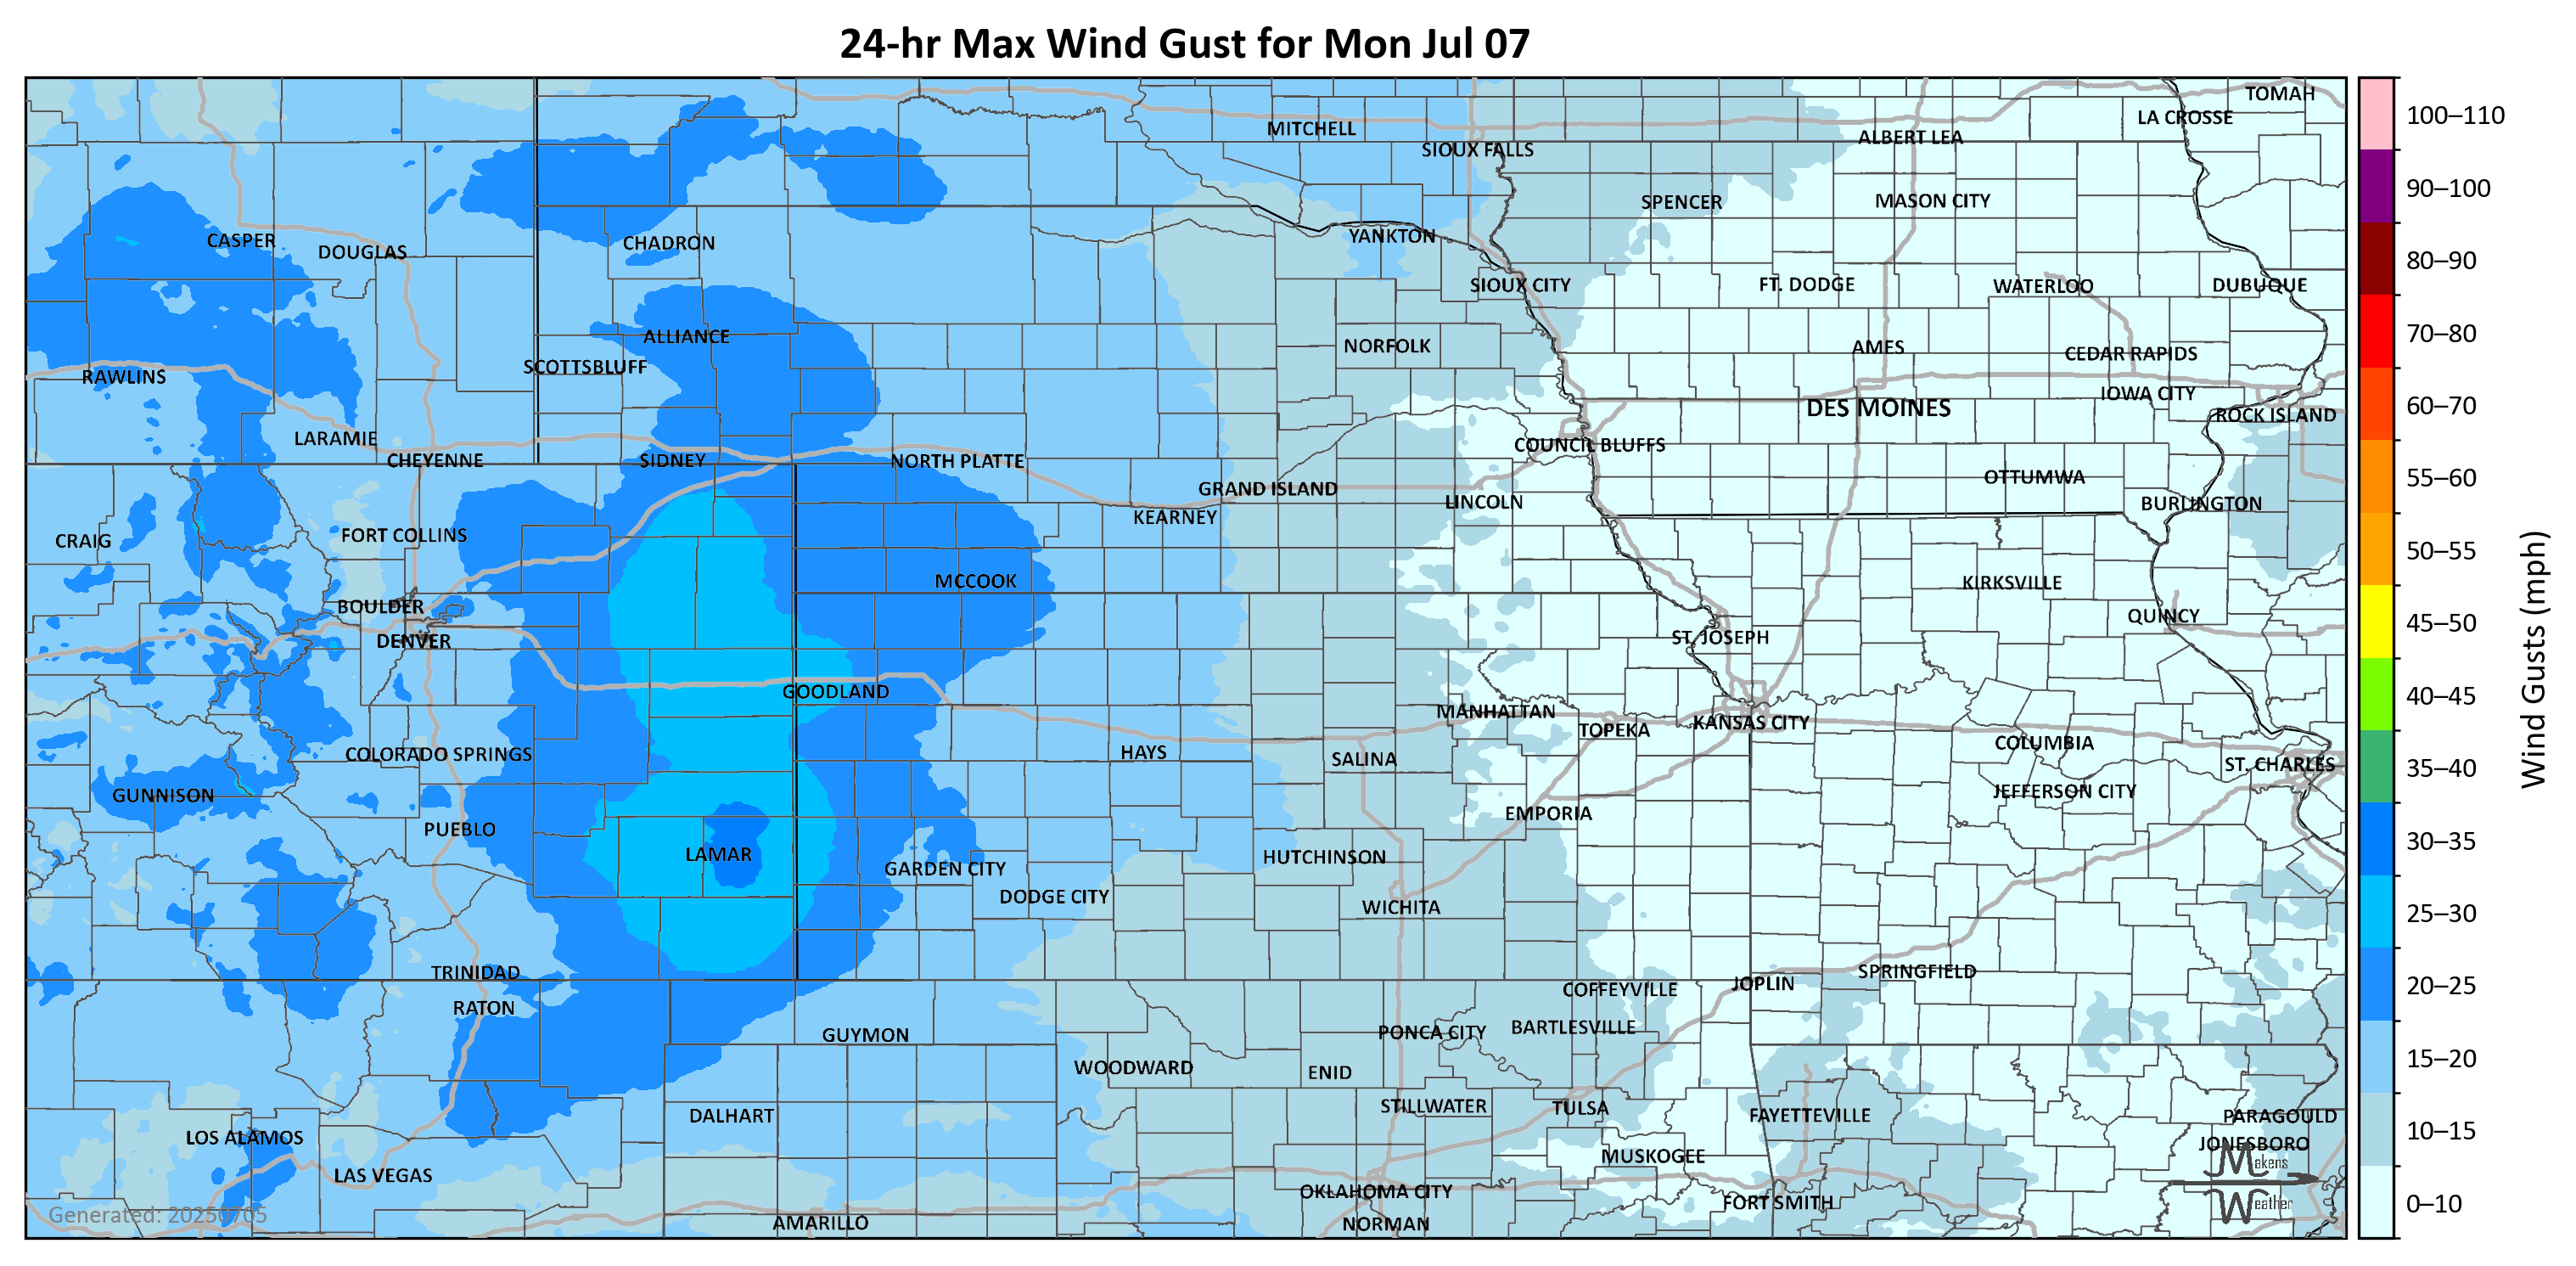 24-hr Max Wind Gust for Mon Jul 07
TOMAH
LA CROSSE
MITCHELL
ALBERT LEA
SIOUX FALLS
SPENCER
MASON CITY
CASPER
DOUGLAS
CHADRON
YANKTON
SIOUX CITY
FT. DODGE
WATERLOO
DUBUQUE
ALLIANCE
NORFOLK
AMES
CEDAR RAPIDS
SCOTTSBLUFF
RAWLINS
IOWA CITY
DES MOINES
ROCK ISLAND
LARAMIE
COUNCIL BLUFFS
CHEYENNE
SIDNEY
NORTH PLATTE
OTTUMWA
GRAND ISLAND
LINCOLN
BURLINGTON
KEARNEY
FORT COLLINS
CRAIG
MCCOOK
KIRKSVILLE
BOULDER
QUINCY
DENVER
ST. JOSEPH
GOODLAND
MANHATTAN
KANSAS CITY
TOPEKA
COLUMBIA
COLORADO SPRINGS
HAYS
SALINA
ST. CHARLES
GUNNISON
JEFFERSON CITY
EMPORIA
PUEBLO
LAMAR
HUTCHINSON
GARDEN CITY
DODGE CITY
WICHITA
TRINIDAD
SPRINGFIELD
JOPLIN
COFFEYVILLE
RATON
GUYMON
PONCA CITY
BARTLESVILLE
WOODWARD
ENID
STILLWATER
TULSA
DALHART
FAYETTEVILLE
PARAGOULD
LOS ALAMOS
JONESBORO
MUSKOGEE
LAS VEGAS
OKLAHOMA CITY
FORT SMITH
AMARILLO
NORMAN
Generated: 20250705
Makens
Weather
100–110
90–100
80–90
70–80
60–70
55–60
50–55
45–50
40–45
35–40
30–35
25–30
20–25
15–20
10–15
0–10
Wind Gusts (mph)